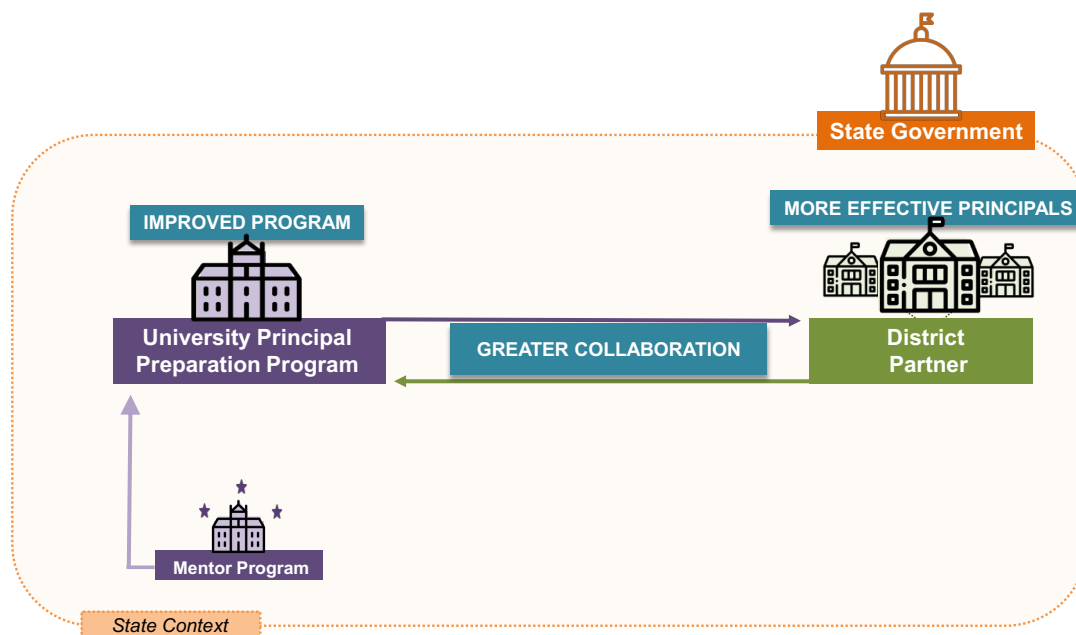 State Government
IMPROVED PROGRAM
MORE EFFECTIVE PRINCIPALS
University Principal
Preparation Program
GREATER COLLABORATION
District
Partner
Mentor Program
State Context